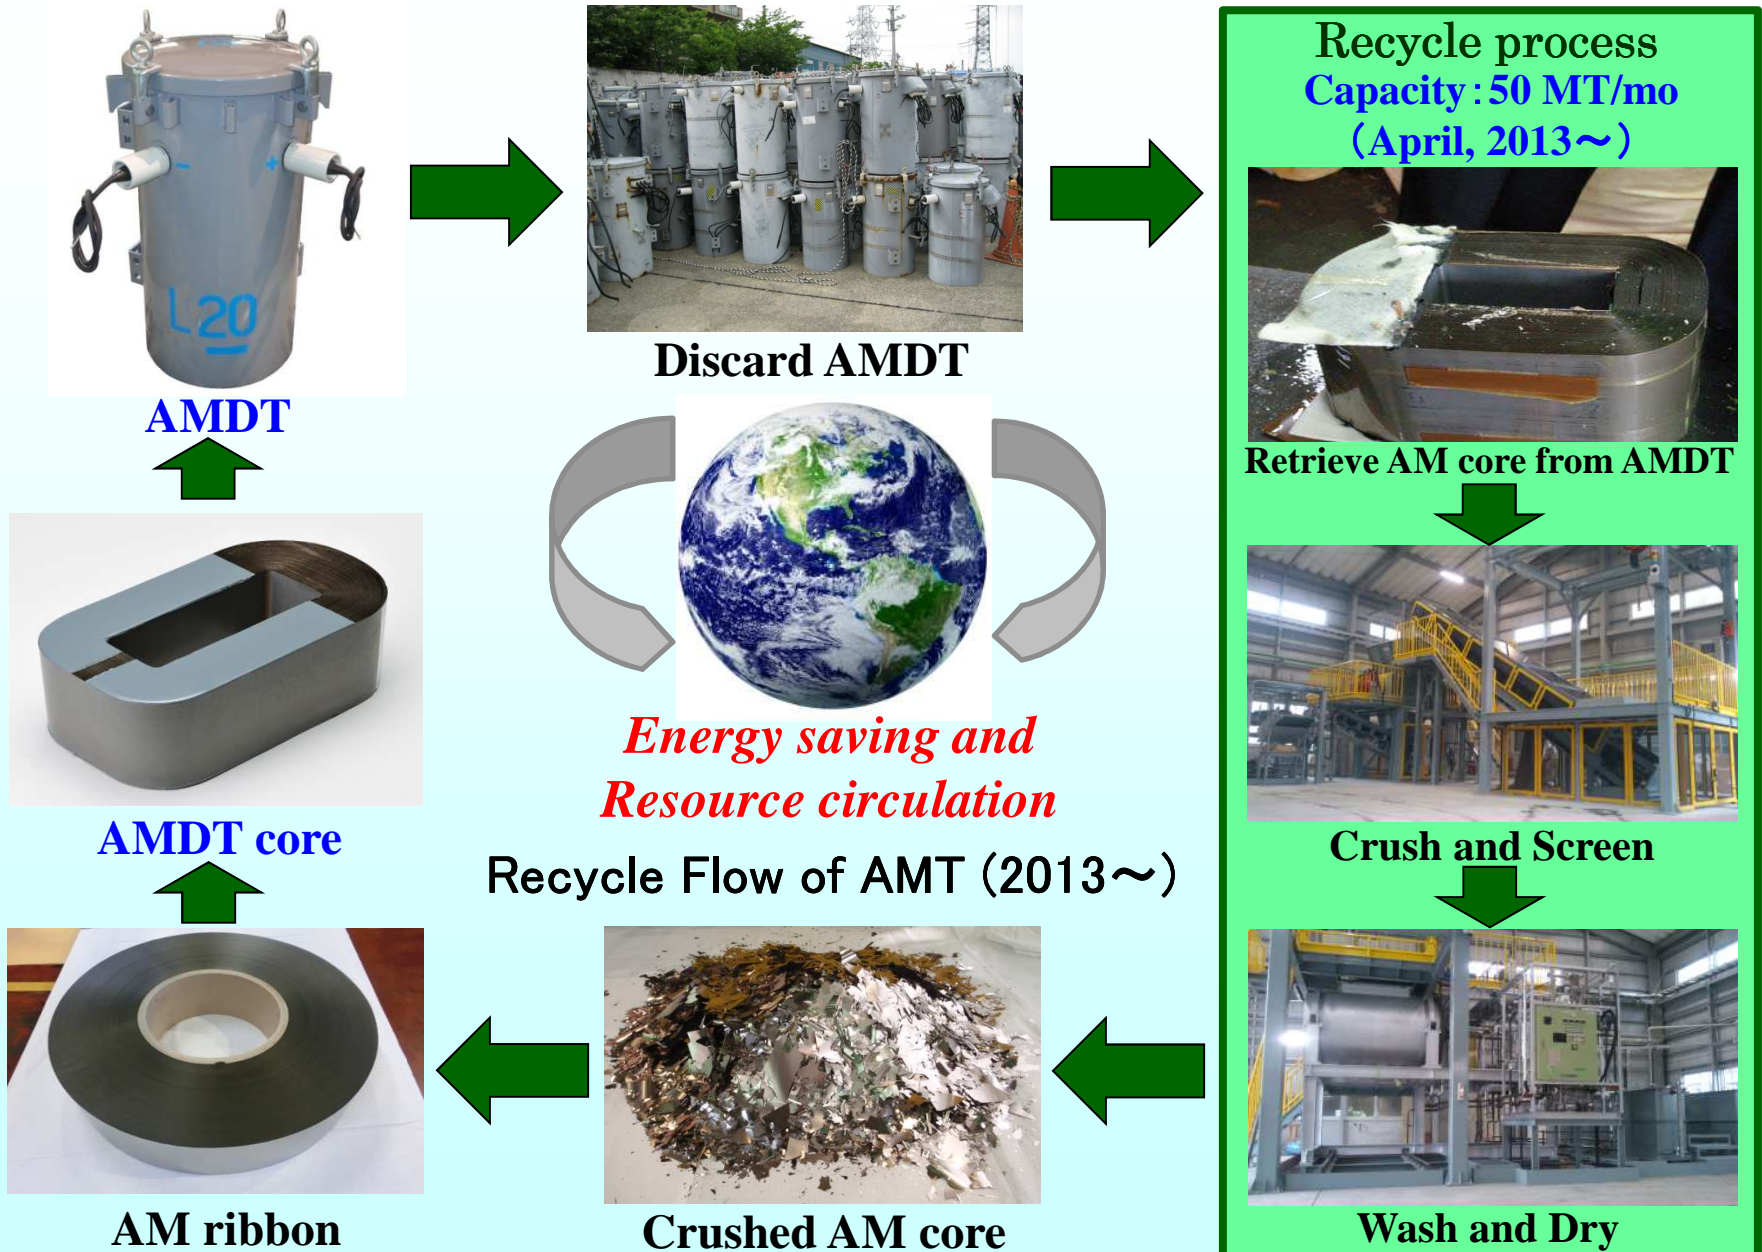 Recycle process
Capacity：50 MT/mo
（April, 2013～）
- +
L20
AMDT
Discard AMDT
Retrieve AM core from AMDT
AMDT core
Energy saving and
Resource circulation
Recycle Flow of AMT（2013～）
Crush and Screen
AM ribbon
Crushed AM core
Wash and Dry